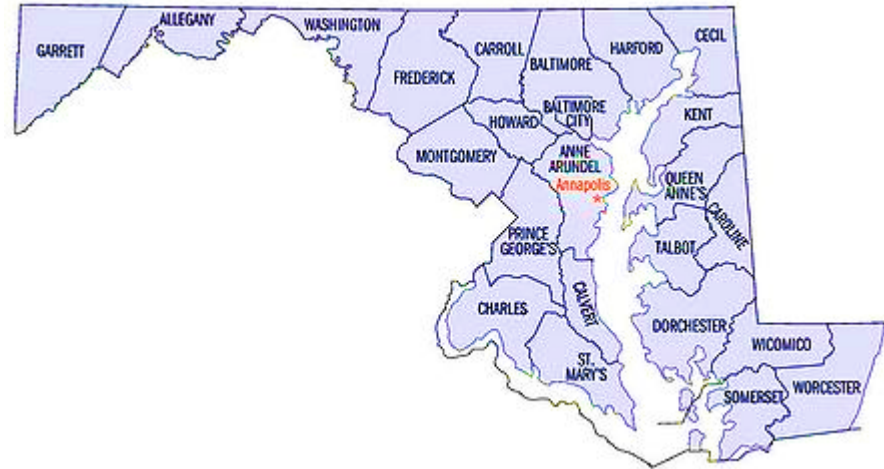 GARRETT
ALLEGANY
WASHINGTON
FREDERICK
CARROLL
BALTIMORE
HARFORD
CECIL
BALTIMORE
CITY
HOWARD
KENT
MONTGOMERY
ANNE
ARUNDEL
Annapolis
*
QUEEN
ANNE'S
CAROLINE
PRINCE
GEORGE'S
TALBOT
CHARLES
CALVERT
DORCHESTER
WICOMICO
ST.
MARY'S
SOMERSET
WORCESTER